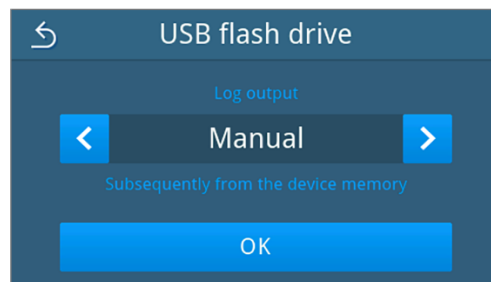 USB flash drive
Log output
Manual
Subsequently from the device memory
OK